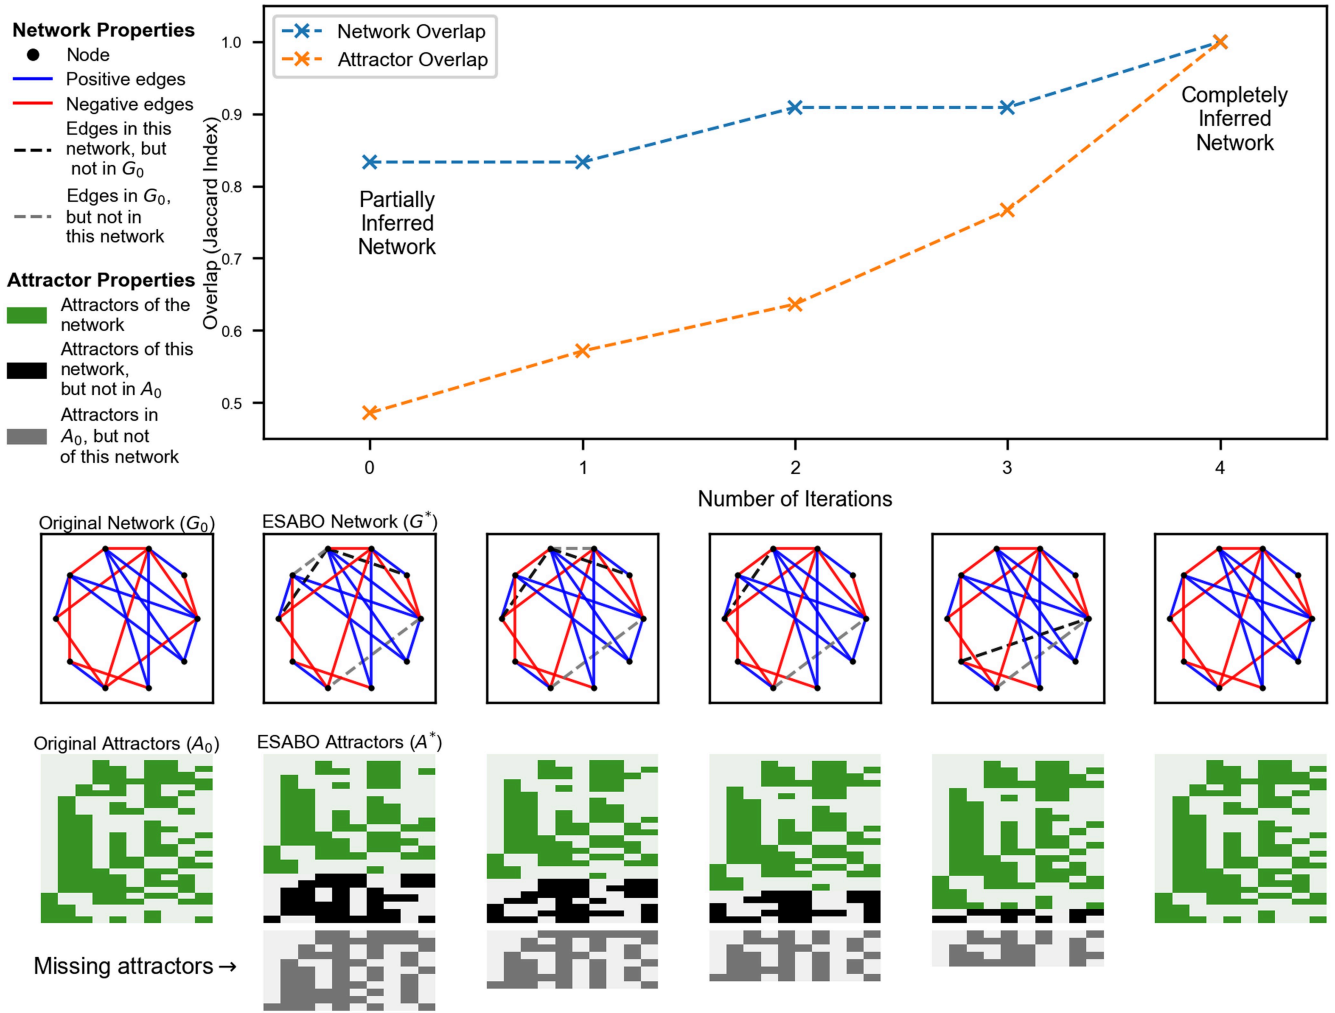 Network Properties
Node
Positive edges
Negative edges
Edges in this
network, but
not in G₀
Edges in G₀,
but not in
this network
Attractor Properties
Attractors of the
network
Attractors of this
network,
but not in A₀
Attractors in
A₀, but not
of this network
Overlap (Jaccard Index)
1.0
0.9
0.8
0.7
0.6
0.5
Network Overlap
Attractor Overlap
Partially
Inferred
Network
Completely
Inferred
Network
0 1 2 3 4
Number of Iterations
Original Network (G₀) ESABO Network (G*)
Original Attractors (A₀) ESABO Attractors (A*)
Missing attractors→